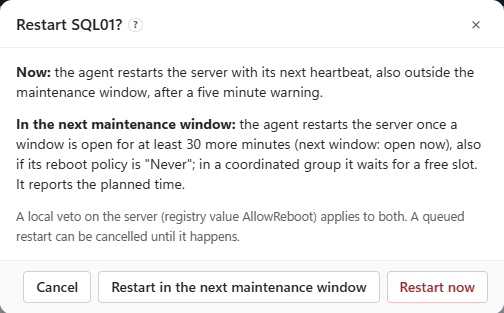 Restart SQL01? ?
Now: the agent restarts the server with its next heartbeat, also outside the
maintenance window, after a five minute warning.
In the next maintenance window: the agent restarts the server once a
window is open for at least 30 more minutes (next window: open now), also
if its reboot policy is "Never"; in a coordinated group it waits for a free slot.
It reports the planned time.
A local veto on the server (registry value AllowReboot) applies to both. A queued
restart can be cancelled until it happens.
Cancel
Restart in the next maintenance window
Restart now